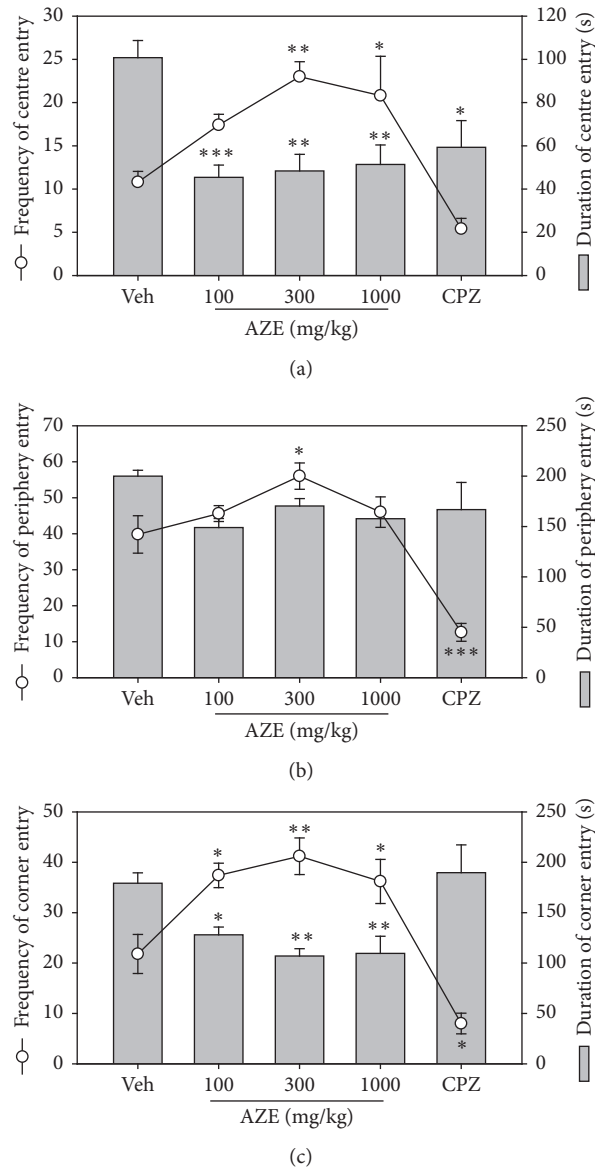 Frequency of centre entry
30
25
20
15
10
5
0
120
100
80
60
40
20
0
Duration of centre entry (s)
** * *
*** ** **
Veh 100 300 1000 CPZ
AZE (mg/kg)
(a)
Frequency of periphery entry
70
60
50
40
30
20
10
0
250
200
150
100
50
0
Duration of periphery entry (s)
*
***
Veh 100 300 1000 CPZ
AZE (mg/kg)
(b)
Frequency of corner entry
50
40
30
20
10
0
250
200
150
100
50
0
Duration of corner entry (s)
* ** *
* ** **
*
Veh 100 300 1000 CPZ
AZE (mg/kg)
(c)